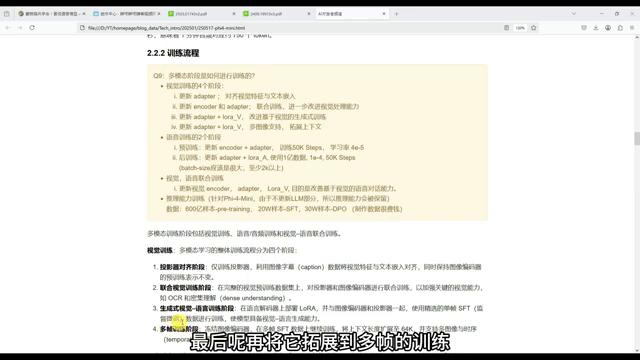 AI开发者频道
file:///D:/YT/homepage/blog_data/Tech_intro/202501/250517-phi4-mini.html
2.2.2 训练流程
Q9：多模态阶段是如何进行训练的?
• 视觉训练的4个阶段：
i. 更新 adapter ； 对齐视觉特征与文本嵌入
ii. 更新 encoder 和 adapter； 联合训练，进一步改进视觉处理能力
iii. 更新 adapter + lora_V， 改进基于视觉的生成式训练
iv. 更新 adapter + lora_V， 多图像支持， 拓展上下文
• 语音训练的2个阶段
i. 预训练：更新 encoder + adapter， 训练50K Steps， 学习率 4e-5
ii. 后训练：更新 adapter + lora_A, 使用1亿数据, 1e-4, 50K Steps
(batch-size应该是很大，至少2k以上)
• 视觉，语音联合训练
i. 更新视觉 encoder， adapter， Lora_V, 目的是改善基于视觉的语音对话能力。
• 推理能力训练 (针对Phi-4-Mini，由于不更新LLM部分，所以推理能力会被保留)
数据：600亿样本-pre-training， 20W样本-SFT，30W样本-DPO （制作数据很费钱）
多模态训练阶段包括视觉训练、语音/音频训练和视觉–语音联合训练。
视觉训练：多模态学习的整体训练流程分为四个阶段：
1. 投影器对齐阶段：仅训练投影器，利用图像字幕（caption）数据将视觉特征与文本嵌入对齐，同时保持图像编码器
的预训练表示不变。
2. 联合视觉训练阶段：在完整的视觉预训练数据集上，对投影器和图像编码器进行联合训练，以加强关键的视觉能力，
如 OCR 和密集理解（dense understanding）。
3. 生成式视觉–语言训练阶段：在语言解码器上部署 LoRA，并与图像编码器和投影器一起，使用精选的单帧 SFT（监
督微调）数据进行训练，使模型具备视觉–语言生成能力。
4. 多帧训练阶段：冻结图像编码器，在多帧 SFT 数据上继续训练，将上下文长度扩展至 64K，并支持多图像与时序
最后呢再将它拓展到多帧的训练